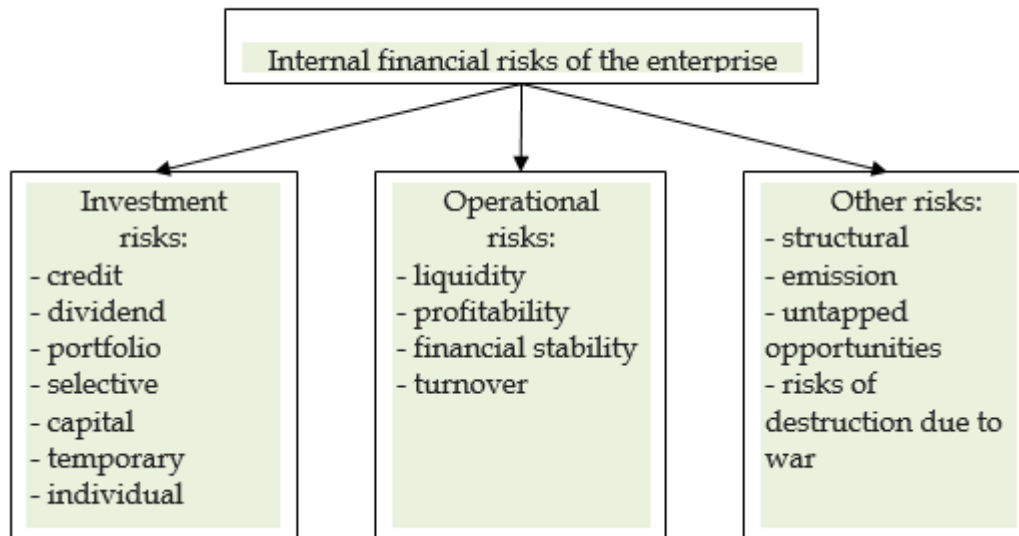 Internal financial risks of the enterprise
Investment
risks:
- credit
- dividend
- portfolio
- selective
- capital
- temporary
- individual
Operational
risks:
- liquidity
- profitability
- financial stability
- turnover
Other risks:
- structural
- emission
- untapped
opportunities
- risks of
destruction due to
war